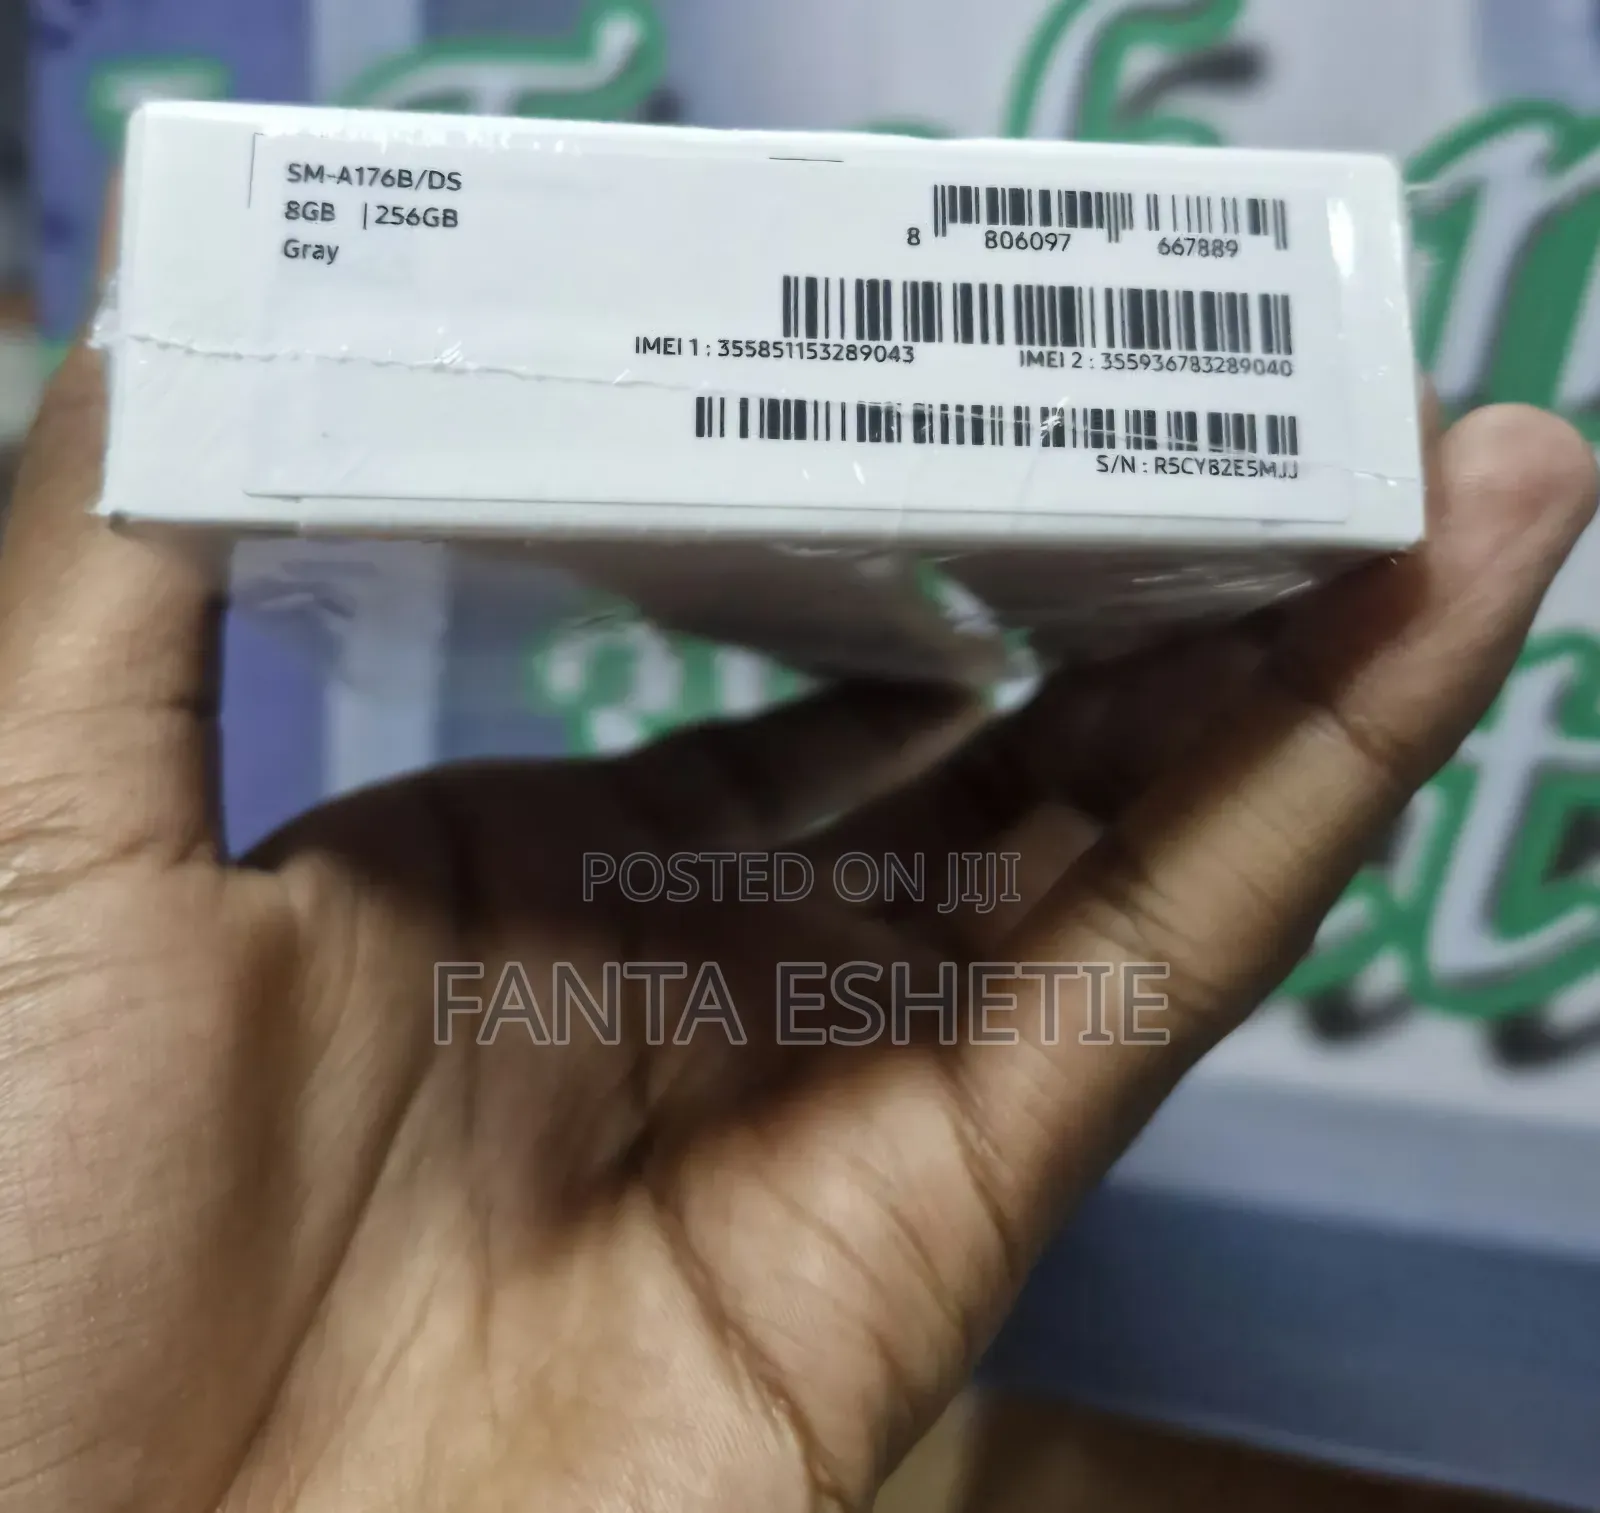 SM-A176B/DS
8GB | 256GB
Gray
8 806097 667889
IMEI 1 : 355851153289043 IMEI 2 : 355936783289040
S/N : R5CYB2E5MJJ
POSTED ON JIJI
FANTA ESHETIE